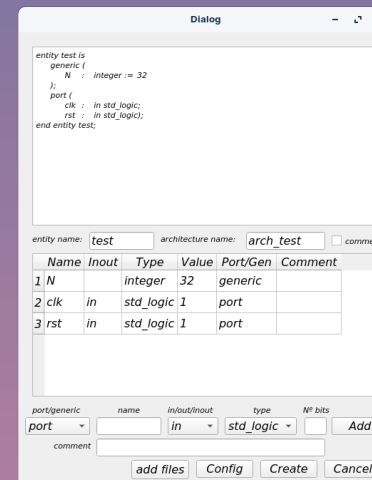 Dialog
entity test is
generic (
N : integer := 32
);
port (
clk : in std_logic;
rst : in std_logic);
end entity test;
entity name: test architecture name: arch_test
Name Inout Type Value Port/Gen Comment
1 N integer 32 generic
2 clk in std_logic 1 port
3 rst in std_logic 1 port
port/generic name in/out/inout type Nº bits
port in std_logic Add
comment
add files Config Create Cancel